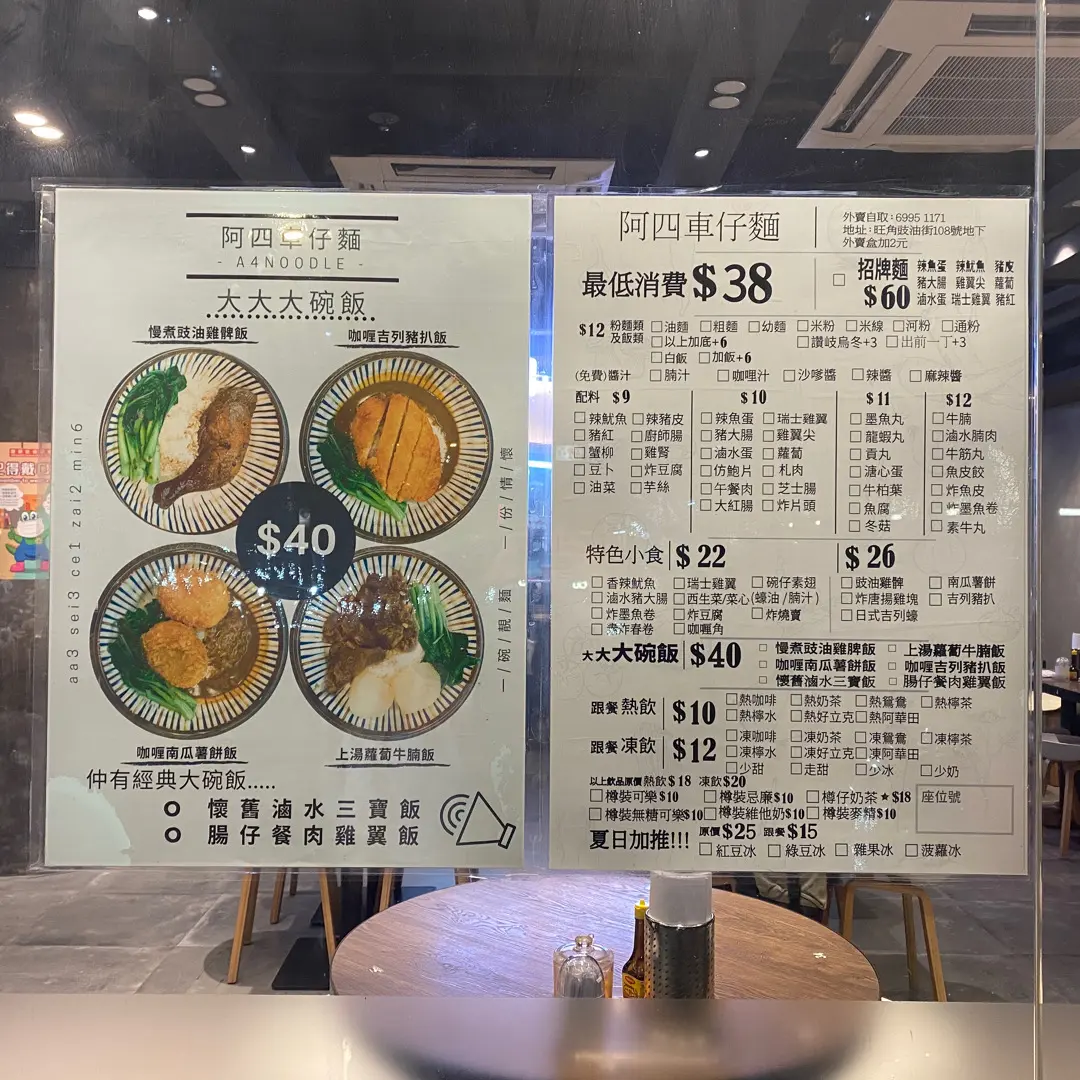 阿四車仔麵
- A4NOODLE -
大大大碗飯
慢煮豉油雞髀飯 咖喱吉列豬扒飯
$40
aa3 sei3 ce1 zai2 min6
一/碗/靚/麵 一/份/情/懷
咖喱南瓜薯餅飯 上湯蘿蔔牛腩飯
仲有經典大碗飯.....
懷舊滷水三寶飯
腸仔餐肉雞翼飯
阿四車仔麵
外賣自取:6995 1171
地址:旺角豉油街108號地下
外賣盒加2元
最低消費$38
招牌麵 $60
辣魚蛋 辣魷魚 豬皮
豬大腸 雞翼尖 蘿蔔
滷水蛋 瑞士雞翼 豬紅
$12 粉麵類及飯類
油麵 粗麵 幼麵 米粉 米線 河粉 通粉
以上加底+6 讚岐烏冬+3 出前一丁+3
白飯 加飯+6
(免費)醬汁 腩汁 咖哩汁 沙嗲醬 辣醬 麻辣醬
配料 $9
辣魷魚 辣豬皮
豬紅 廚師腸
蟹柳 雞腎
豆卜 炸豆腐
油菜 芋絲
$10
辣魚蛋 瑞士雞翼
豬大腸 雞翼尖
滷水蛋 蘿蔔
仿鮑片 札肉
午餐肉 芝士腸
大紅腸 炸片頭
$11
墨魚丸
龍蝦丸
貢丸
溏心蛋
牛柏葉
魚腐
冬菇
$12
牛腩
滷水腩肉
牛筋丸
魚皮餃
炸魚皮
炸墨魚卷
素牛丸
特色小食 $22
香辣魷魚 瑞士雞翼 碗仔素翅
滷水豬大腸 西生菜/菜心(蠔油/腩汁)
炸墨魚卷 炸豆腐 炸燒賣
香炸春卷 咖喱角
$26
豉油雞髀 南瓜薯餅
炸唐揚雞塊 吉列豬扒
日式吉列蠔
大大大碗飯 $40
慢煮豉油雞脾飯 上湯蘿蔔牛腩飯
咖喱南瓜薯餅飯 咖喱吉列豬扒飯
懷舊滷水三寶飯 腸仔餐肉雞翼飯
跟餐 熱飲 $10
熱咖啡 熱奶茶 熱鴛鴦 熱檸茶
熱檸水 熱好立克 熱阿華田
跟餐 凍飲 $12
凍咖啡 凍奶茶 凍鴛鴦 凍檸茶
凍檸水 凍好立克 凍阿華田
少甜 走甜 少冰 少奶
以上飲品原價 熱飲$18 凍飲$20
樽裝可樂$10 樽裝忌廉$10 樽仔奶茶★$18
樽裝無糖可樂$10 樽裝維他奶$10 樽裝麥精$10
座位號
夏日加推!!! 原價$25 跟餐$15
紅豆冰 綠豆冰 雜果冰 菠蘿冰